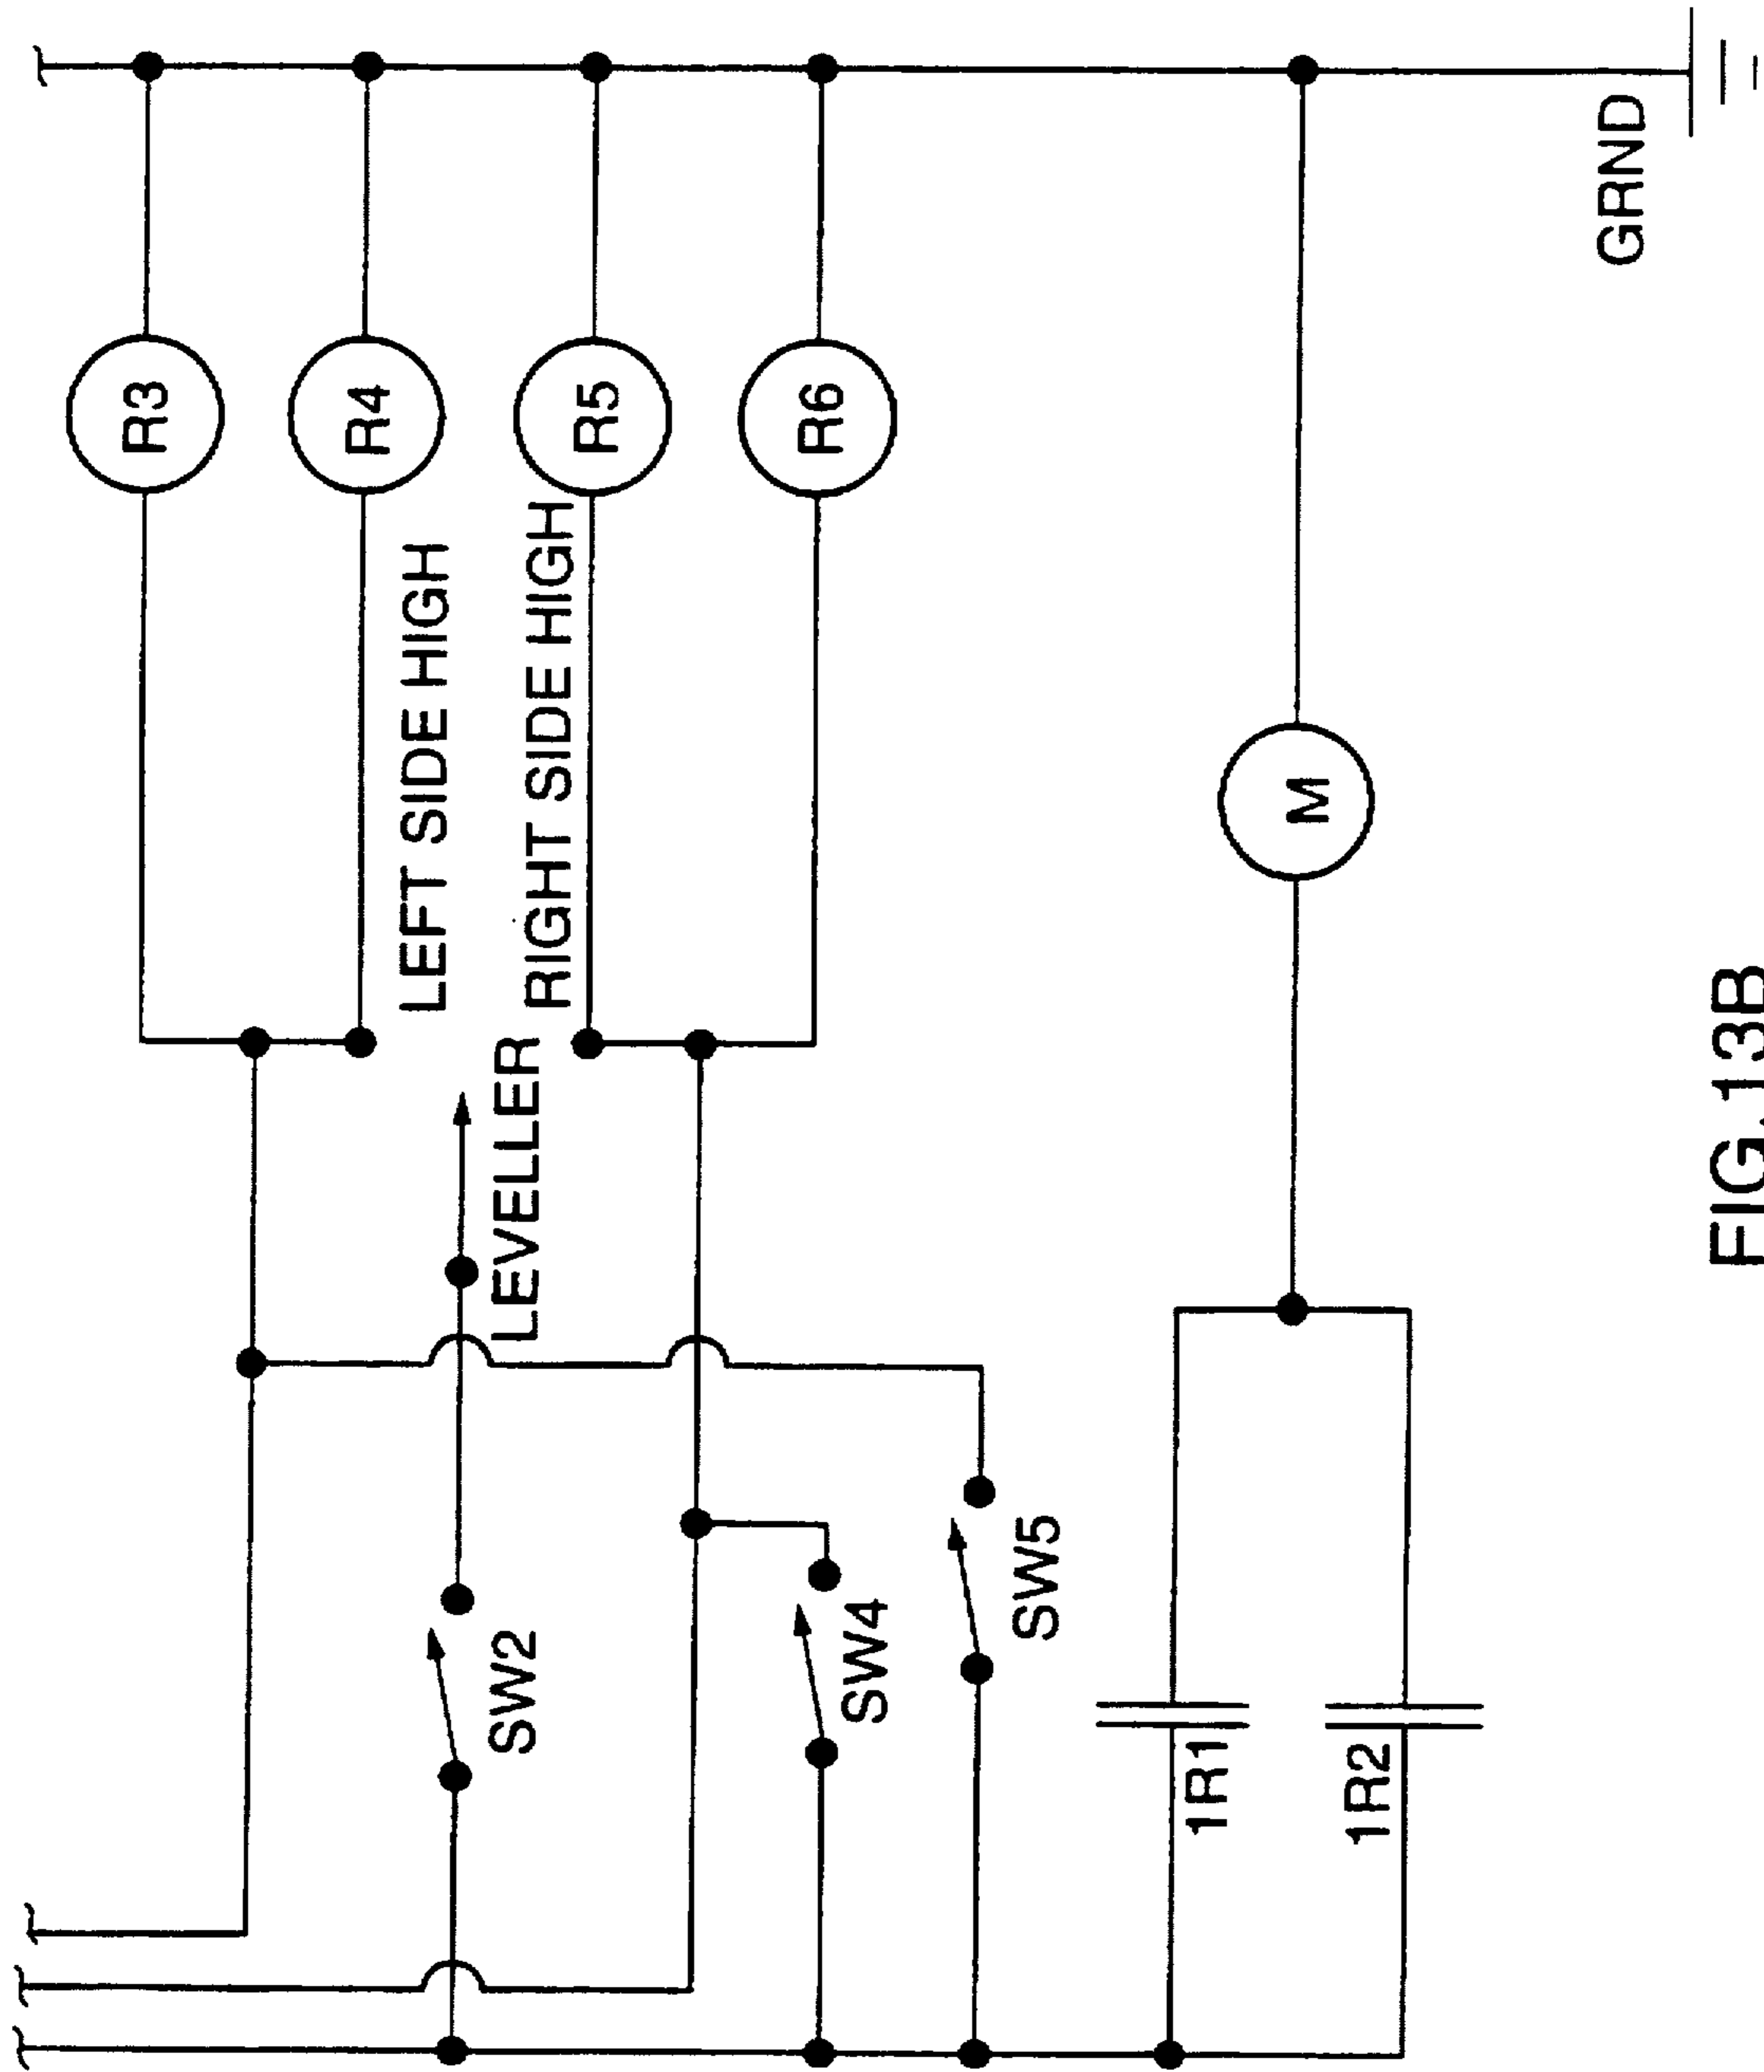 R3
R4
LEFT SIDE HIGH
LEVELLER
RIGHT SIDE HIGH
R5
R6
SW2
SW4
SW5
1R1
1R2
M
GRND
FIG.13B